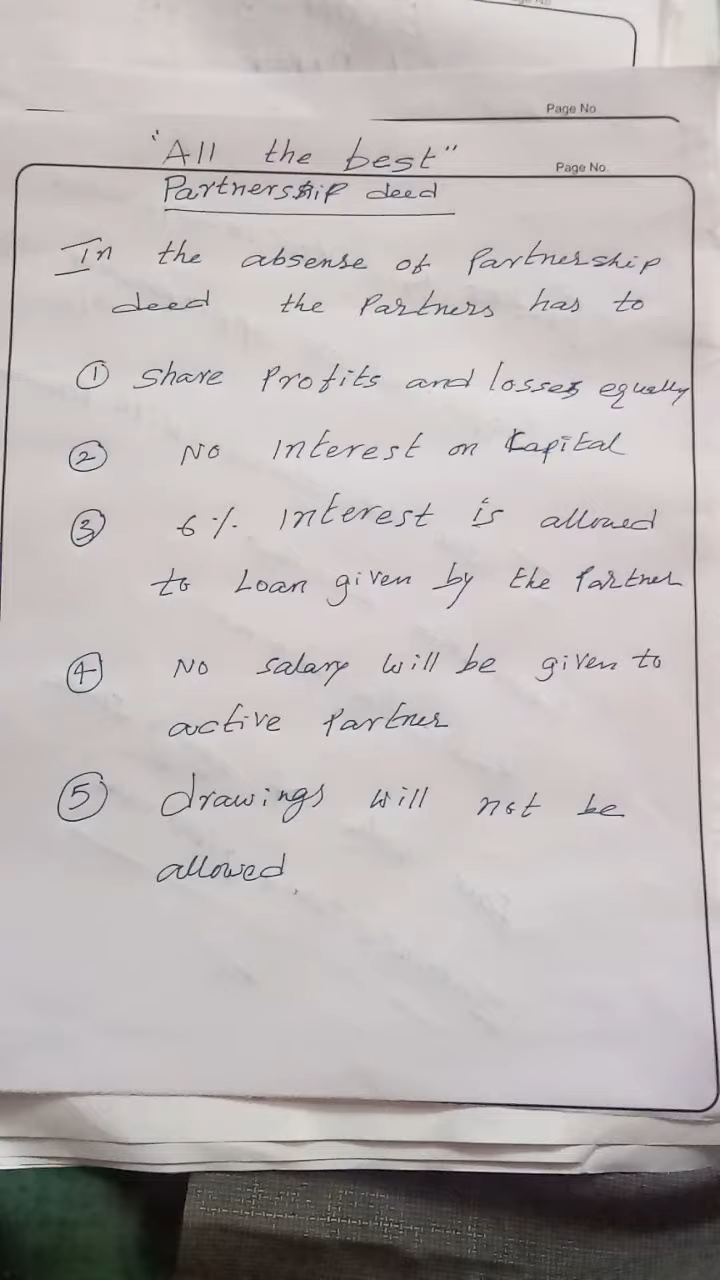 Page No
"All the best"
Page No.
Partnership deed
In the absense of Partnership
deed the Partners has to
① Share Profits and losses equally
② No Interest on Capital
③ 6% Interest is allowed
to Loan given by the Partner
④ No salary will be given to
active Partner
⑤ drawings will not be
allowed.